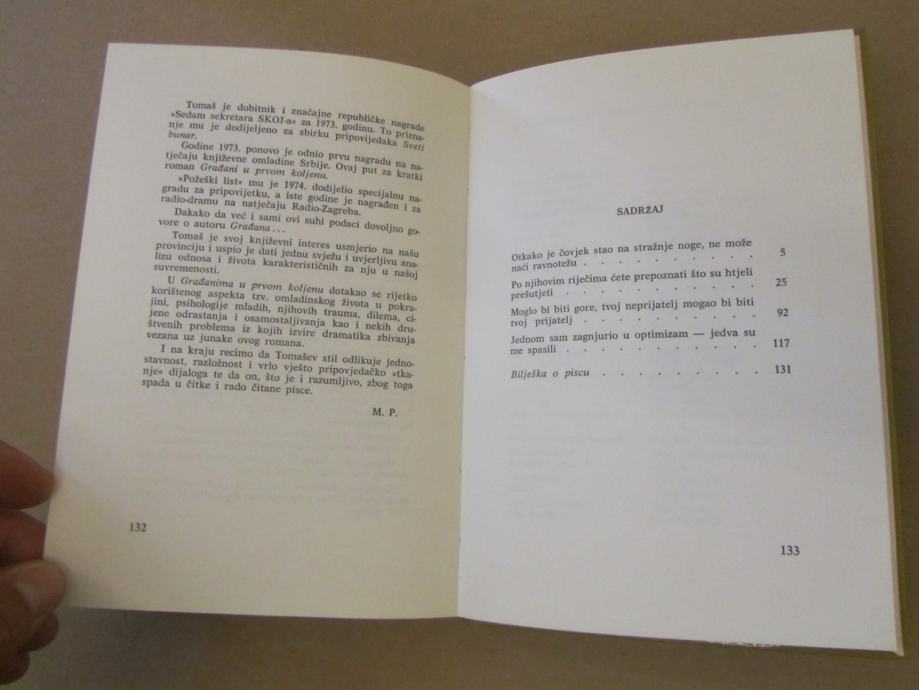 Tomaš je dobitnik i značajne republičke nagrade
»Sedam sekretara SKOJ-a« za 1973. godinu. To prizna-
nje mu je dodijeljeno za zbirku pripovijedaka Sveti
bunar.
Godine 1973. ponovo je odnio prvu nagradu na na-
tječaju književne omladine Srbije. Ovaj put za kratki
roman Građani u prvom koljenu.
»Požeški list« mu je 1974. dodijelio specijalnu na-
gradu za pripovijetku, a iste godine je nagrađen i za
radio-dramu na natječaju Radio-Zagreba.
Dakako da već i sami ovi suhi podaci dovoljno go-
vore o autoru Građana...
Tomaš je svoj književni interes usmjerio na našu
provinciju i uspio je dati jednu svježu i uvjerljivu ana-
lizu odnosa i života karakterističnih za nju u našoj
suvremenosti.
U Građanima u prvom koljenu dotakao se rijetko
korištenog aspekta tzv. omladinskog života u pokra-
jini, psihologije mladih, njihovih trauma, dilema, ci-
jene odrastanja i osamostaljivanja kao i nekih dru-
štvenih problema iz kojih izvire dramatika zbivanja
vezana uz junake ovog romana.
I na kraju recimo da Tomašev stil odlikuje jedno-
stavnost, razložnost i vrlo vješto pripovjedačko »tka-
nje« dijaloga te da on, što je i razumljivo, zbog toga
spada u čitke i rado čitane pisce.
M. P.
132
SADRŽAJ
Otkako je čovjek stao na stražnje noge, ne može
naći ravnotežu . . . . . . . . . . 5
Po njihovim riječima ćete prepoznati što su htjeli
prešutjeti . . . . . . . . . . . 25
Moglo bi biti gore, tvoj neprijatelj mogao bi biti
tvoj prijatelj . . . . . . . . . . 92
Jednom sam zagnjurio u optimizam — jedva su
me spasili . . . . . . . . . . . 117
Bilješka o piscu . . . . . . . . . 131
133